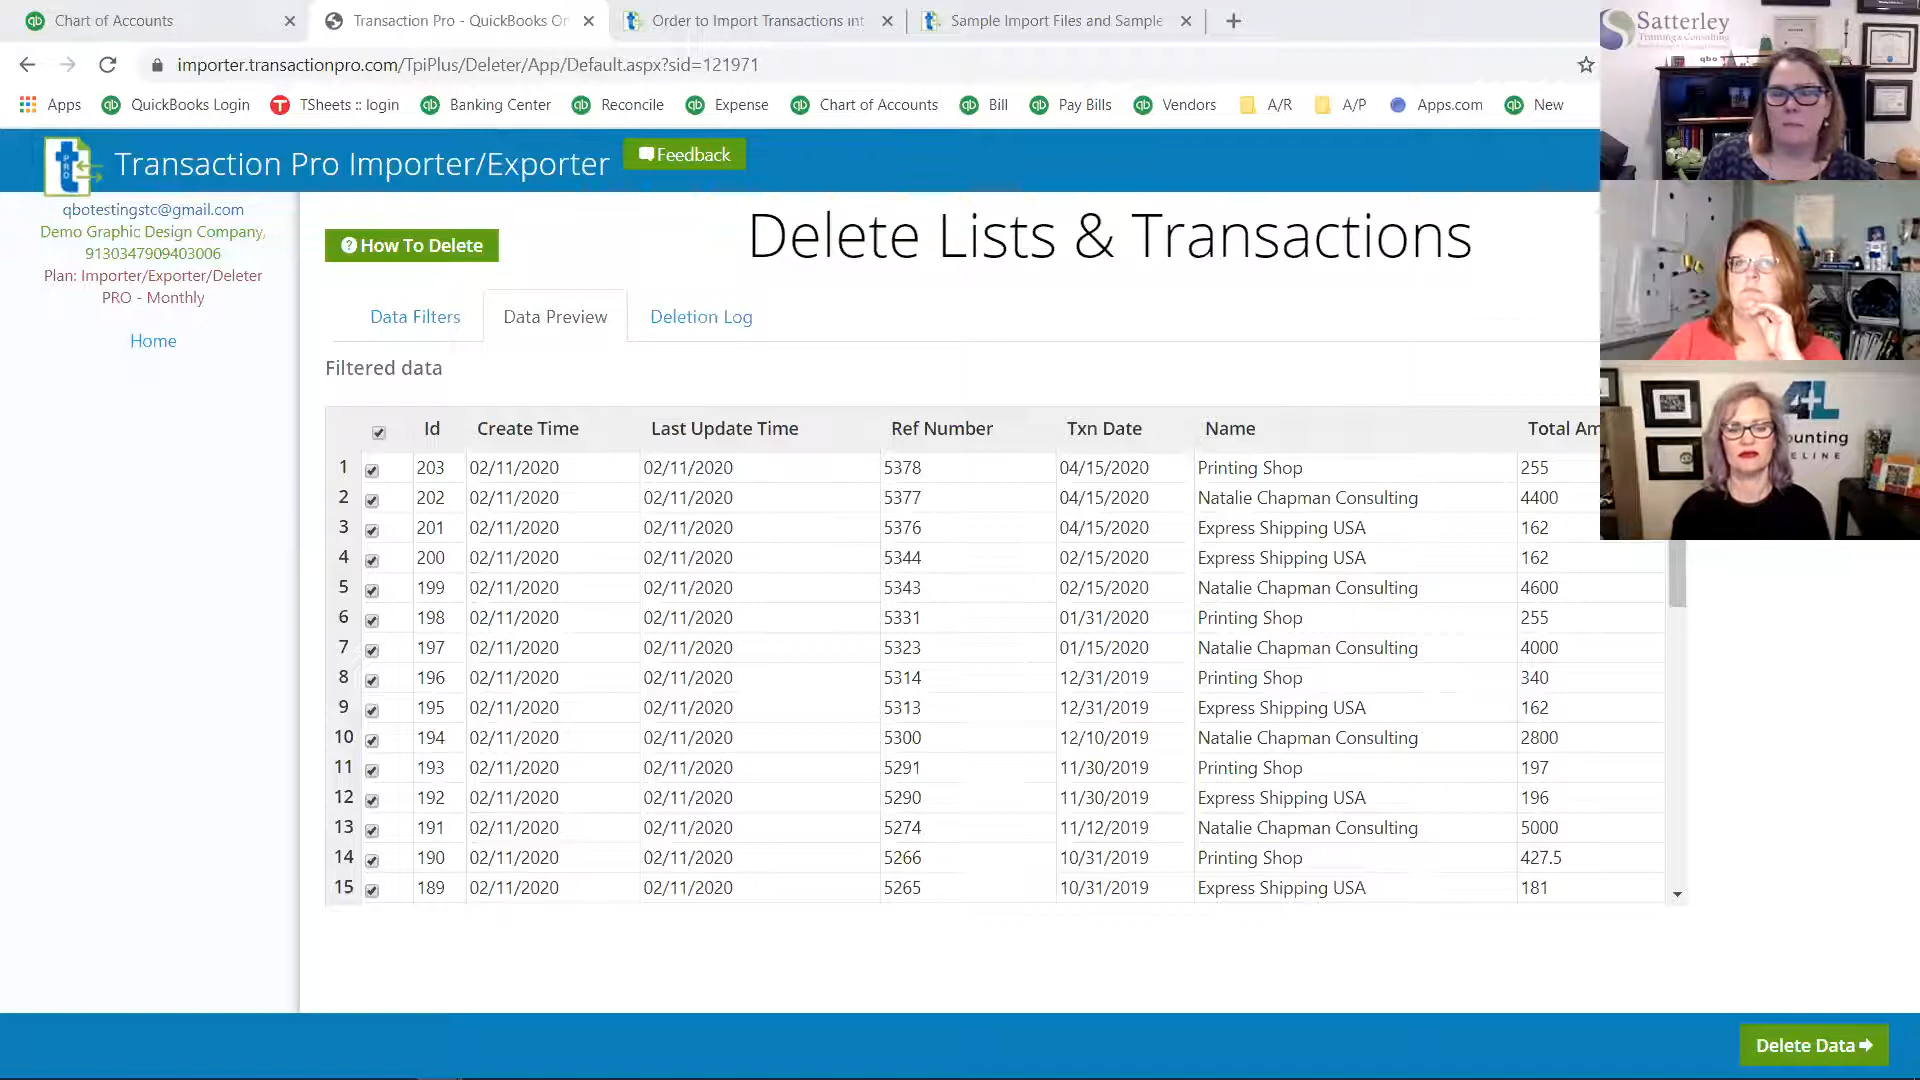 Chart of Accounts
Transaction Pro - QuickBooks On
Order to Import Transactions int
Sample Import Files and Sample
importer.transactionpro.com/TpiPlus/Deleter/App/Default.aspx?sid=121971
Apps QuickBooks Login TSheets :: login Banking Center Reconcile Expense Chart of Accounts Bill Pay Bills Vendors A/R A/P Apps.com New
Satterley
Training & Consulting
Transaction Pro Importer/Exporter
Feedback
qbotestingstc@gmail.com
Demo Graphic Design Company,
9130347909403006
Plan: Importer/Exporter/Deleter
PRO - Monthly
Home
How To Delete
Delete Lists & Transactions
Data Filters Data Preview Deletion Log
Filtered data
Id Create Time Last Update Time Ref Number Txn Date Name Total Am
1 203 02/11/2020 02/11/2020 5378 04/15/2020 Printing Shop 255
2 202 02/11/2020 02/11/2020 5377 04/15/2020 Natalie Chapman Consulting 4400
3 201 02/11/2020 02/11/2020 5376 04/15/2020 Express Shipping USA 162
4 200 02/11/2020 02/11/2020 5344 02/15/2020 Express Shipping USA 162
5 199 02/11/2020 02/11/2020 5343 02/15/2020 Natalie Chapman Consulting 4600
6 198 02/11/2020 02/11/2020 5331 01/31/2020 Printing Shop 255
7 197 02/11/2020 02/11/2020 5323 01/15/2020 Natalie Chapman Consulting 4000
8 196 02/11/2020 02/11/2020 5314 12/31/2019 Printing Shop 340
9 195 02/11/2020 02/11/2020 5313 12/31/2019 Express Shipping USA 162
10 194 02/11/2020 02/11/2020 5300 12/10/2019 Natalie Chapman Consulting 2800
11 193 02/11/2020 02/11/2020 5291 11/30/2019 Printing Shop 197
12 192 02/11/2020 02/11/2020 5290 11/30/2019 Express Shipping USA 196
13 191 02/11/2020 02/11/2020 5274 11/12/2019 Natalie Chapman Consulting 5000
14 190 02/11/2020 02/11/2020 5266 10/31/2019 Printing Shop 427.5
15 189 02/11/2020 02/11/2020 5265 10/31/2019 Express Shipping USA 181
Delete Data
A+L
ounting
ELINE